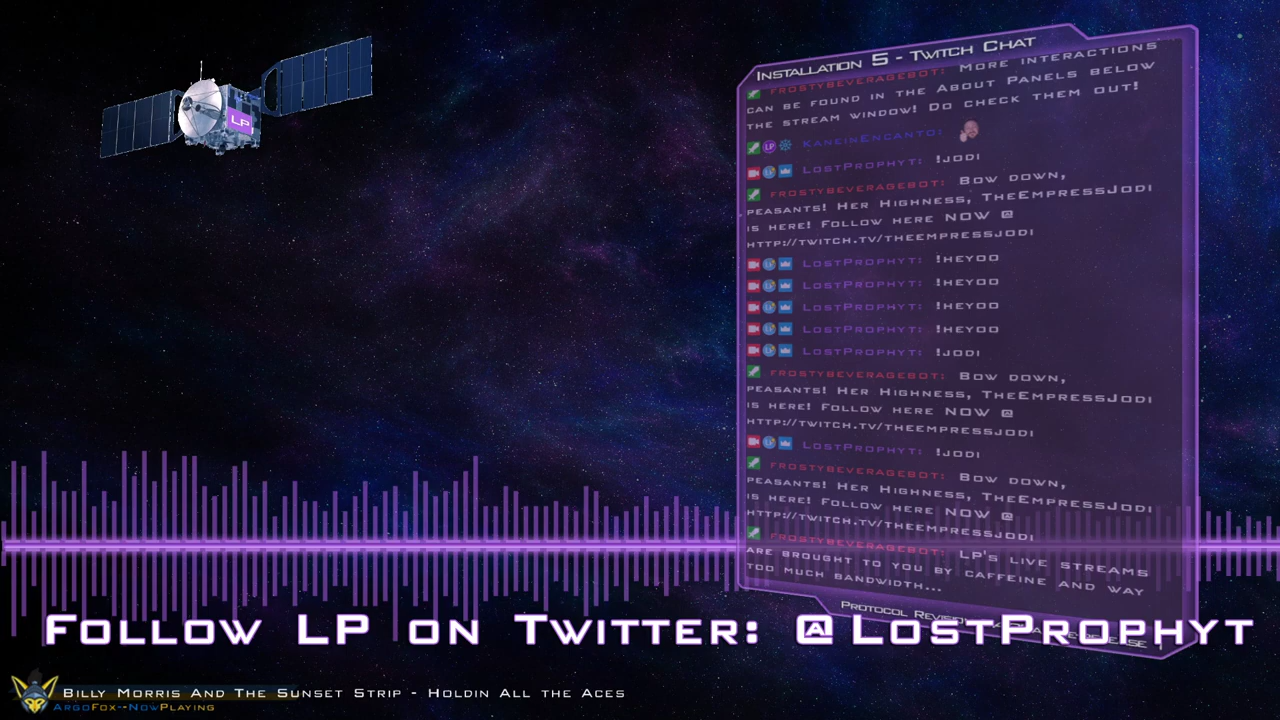 LP
Installation 5 - Twitch Chat
frostybeveragebot: More interactions
can be found in the About Panels below
the stream window! Do check them out!
KaneinEncanto:
LostProphyt: !jodi
frostybeveragebot: Bow down,
peasants! Her Highness, TheEmpressJodi
is here! Follow here NOW @
http://twitch.tv/theempressjodi
LostProphyt: !heyoo
LostProphyt: !heyoo
LostProphyt: !heyoo
LostProphyt: !heyoo
LostProphyt: !jodi
frostybeveragebot: Bow down,
peasants! Her Highness, TheEmpressJodi
is here! Follow here NOW @
http://twitch.tv/theempressjodi
LostProphyt: !jodi
frostybeveragebot: Bow down,
peasants! Her Highness, TheEmpressJodi
is here! Follow here NOW @
http://twitch.tv/theempressjodi
frostybeveragebot: LP's live streams
are brought to you by caffeine and way
too much bandwidth...
Protocol
Follow LP on Twitter: @LostProphyt
Billy Morris And The Sunset Strip - Holdin All the Aces
ArgoFox--NowPlaying